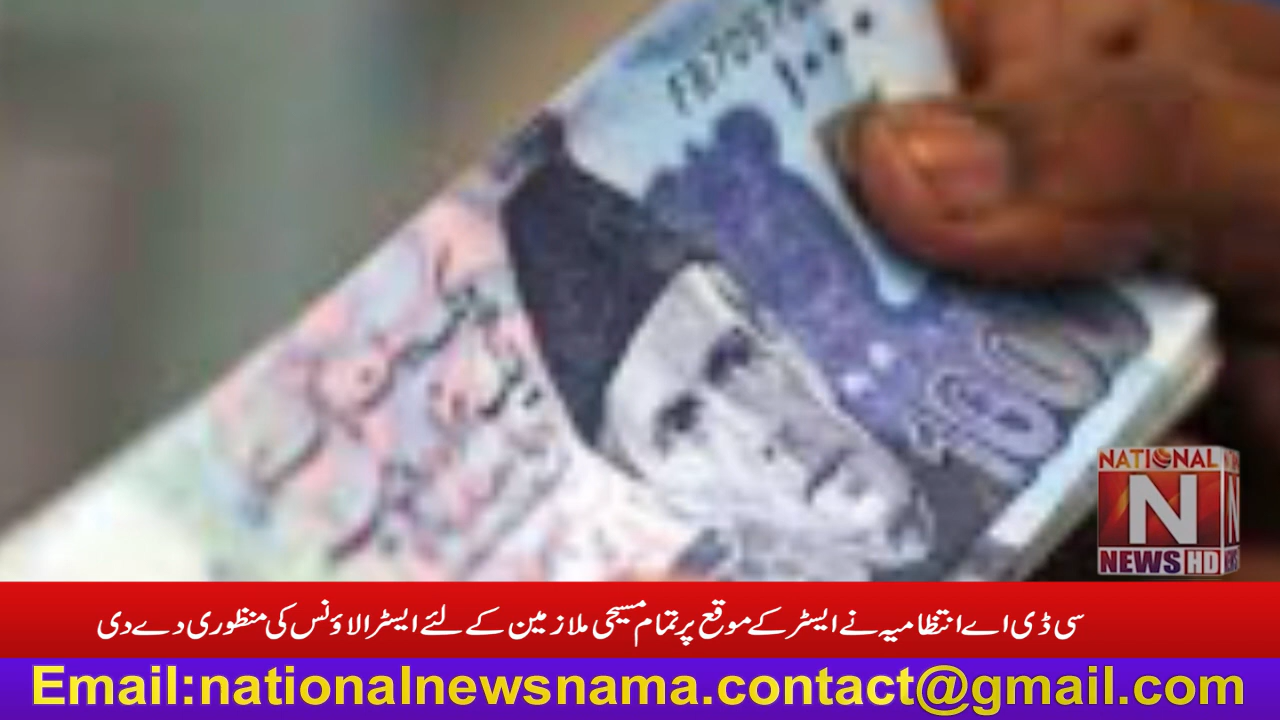 ۱۰۰۰
NATIONAL
N
NEWS HD
سی ڈی اے انتظامیہ نے ایسٹر کے موقع پر تمام مسیحی ملازمین کے لئے ایسٹر الاؤنس کی منظوری دے دی
Email:nationalnewsnama.contact@gmail.com